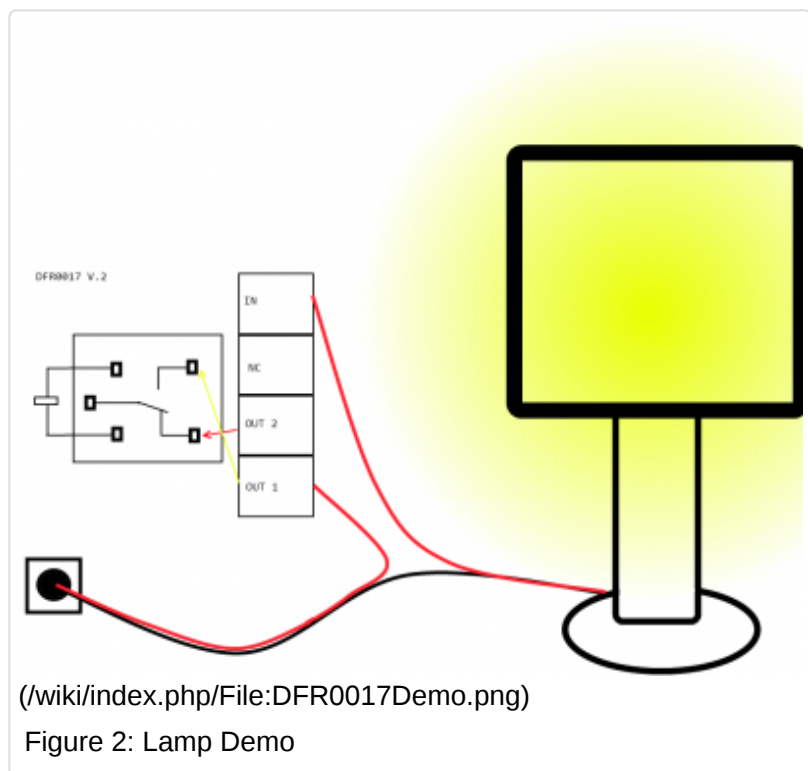 DFR0017 V.2
IN
NC
OUT 2
OUT 1
(/wiki/index.php/File:DFR0017Demo.png)
Figure 2: Lamp Demo